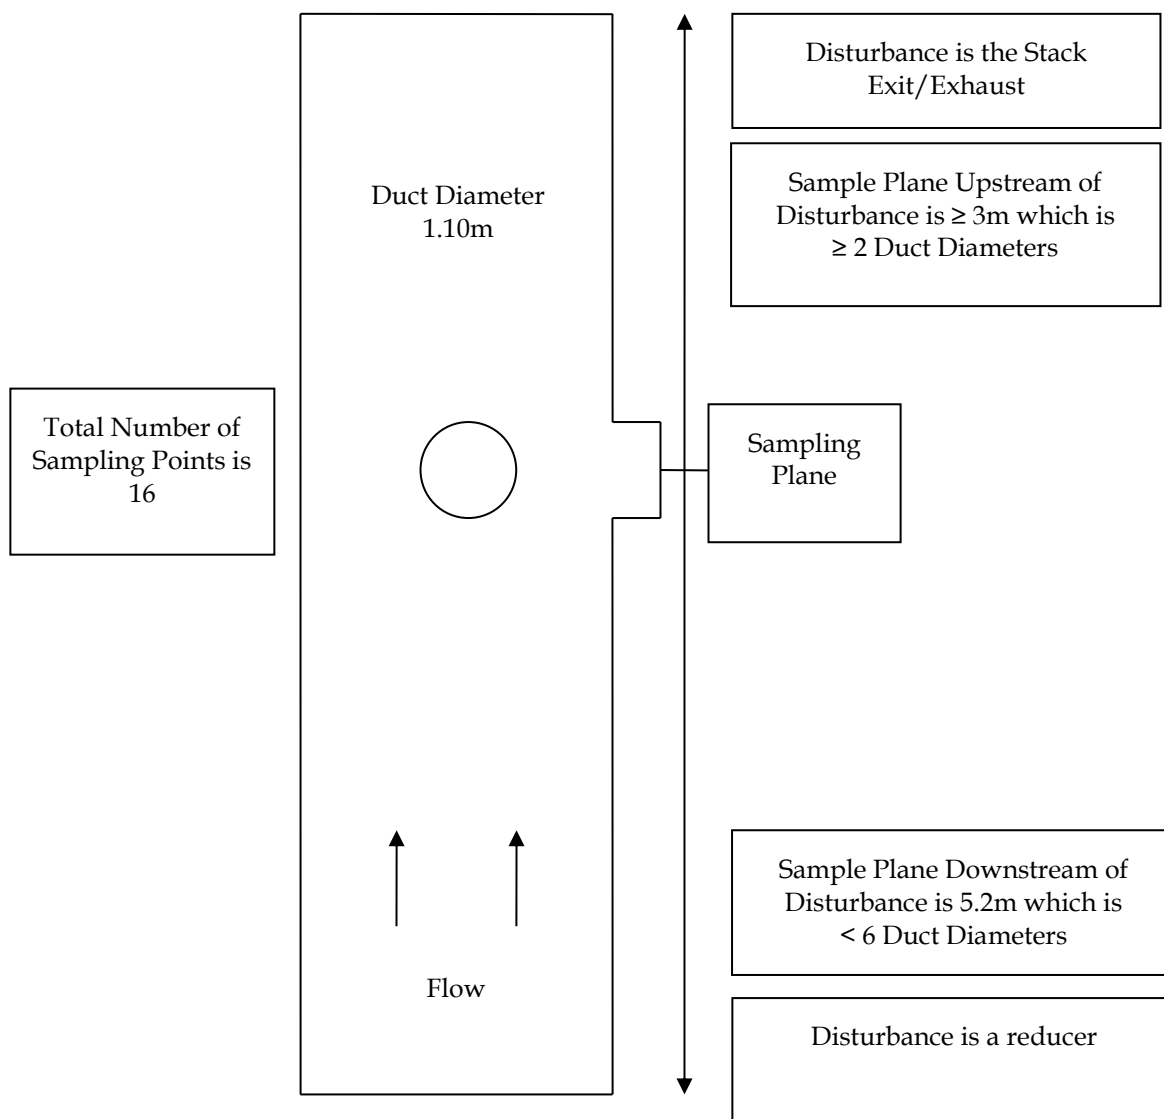 Disturbance is the Stack
Exit/Exhaust
Sample Plane Upstream of
Disturbance is ≥ 3m which is
≥ 2 Duct Diameters
Duct Diameter
1.10m
Total Number of
Sampling Points is
16
Sampling
Plane
Sample Plane Downstream of
Disturbance is 5.2m which is
< 6 Duct Diameters
Flow
Disturbance is a reducer